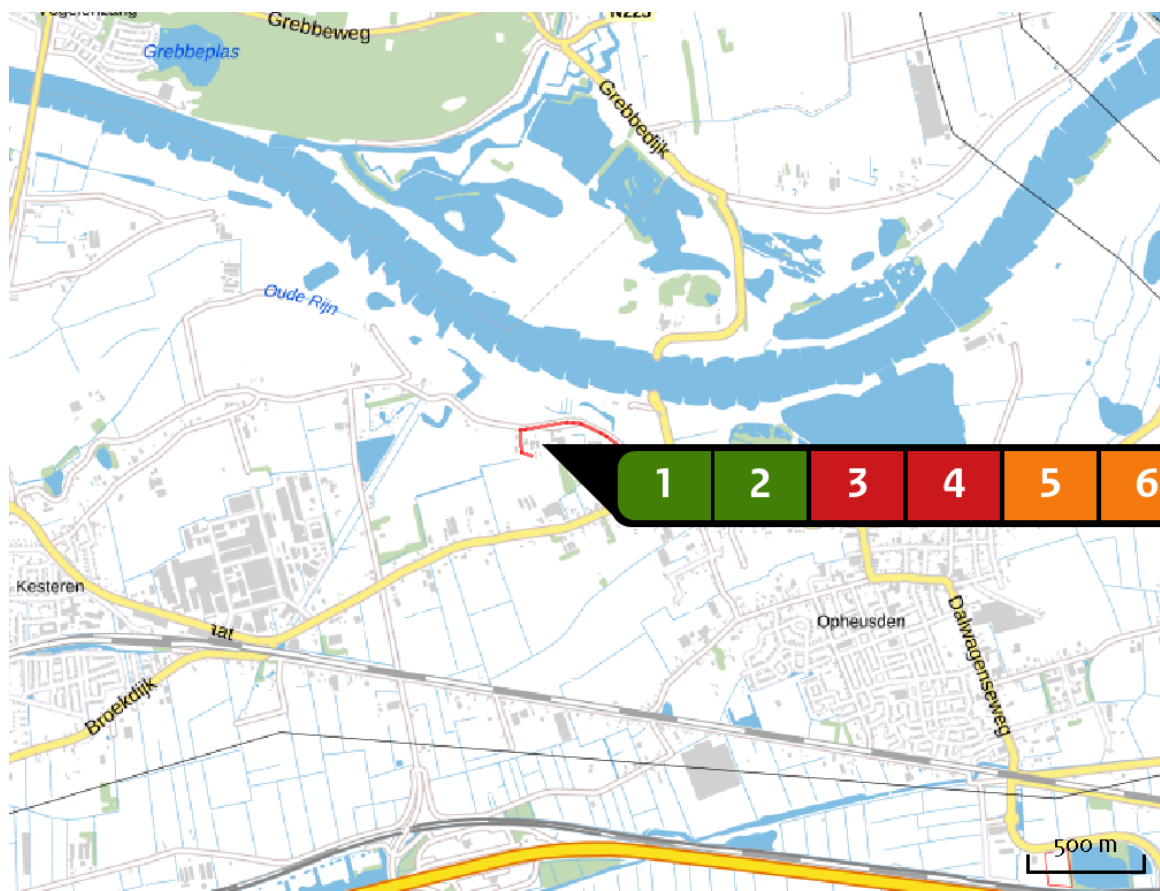 Grebbeweg
N225
Grebbeplas
Grebbedijk
Oude Rijn
1 2 3 4 5 6
Kesteren
Opheusden
Dalwagenseweg
Broekdijk
500 m